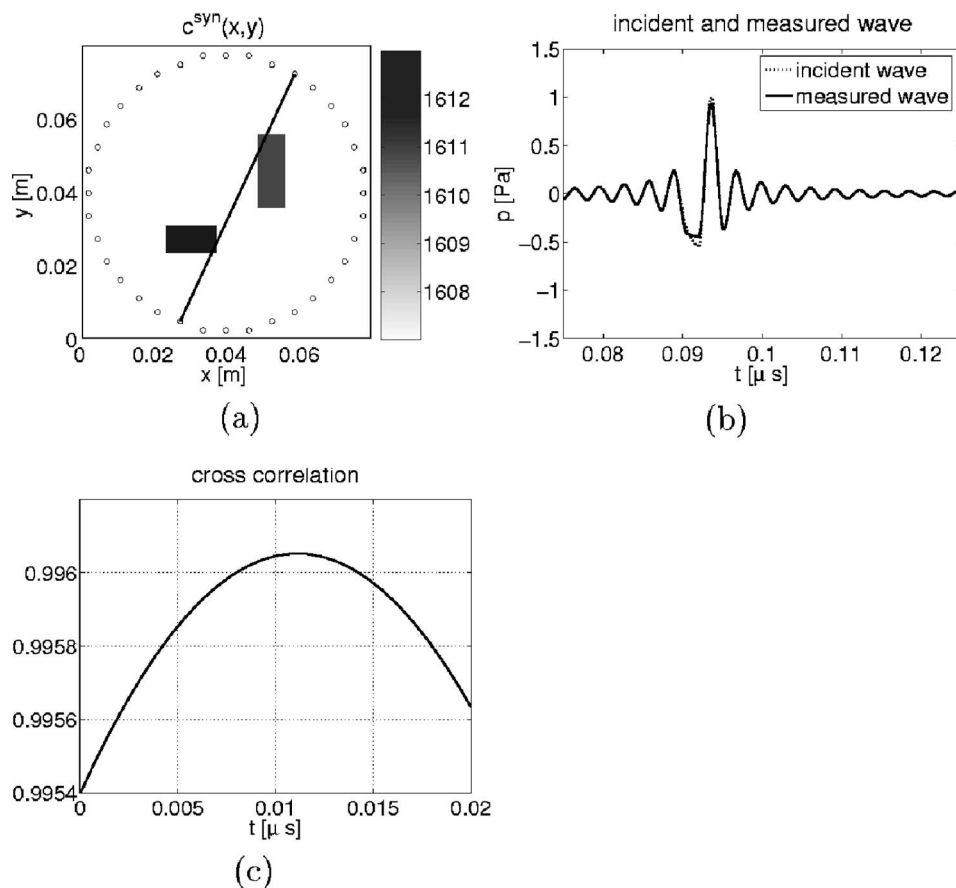 c^syn(x,y)
0.06
0.04
0.02
0
y [m]
0 0.02 0.04 0.06
x [m]
1612
1611
1610
1609
1608
(a)
incident and measured wave
incident wave
measured wave
1.5
1
0.5
0
−0.5
−1
−1.5
p [Pa]
0.08 0.09 0.1 0.11 0.12
t [μ s]
(b)
cross correlation
0.996
0.9958
0.9956
0.9954
0 0.005 0.01 0.015 0.02
t [μ s]
(c)